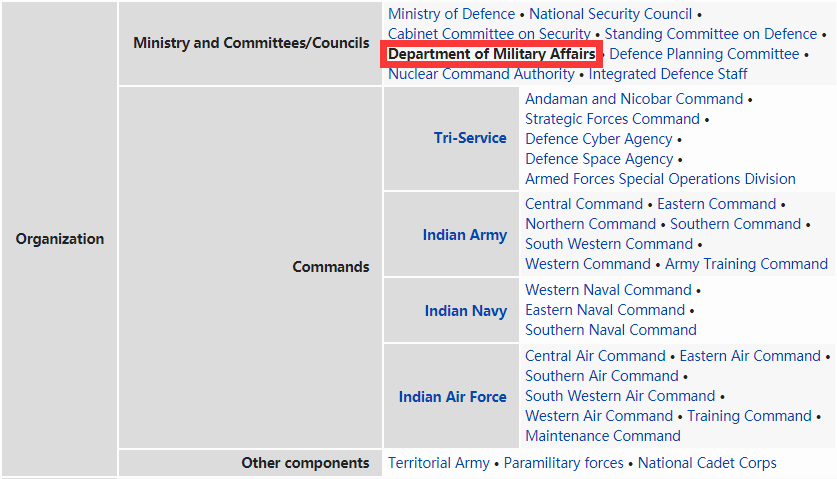 Organization
Ministry and Committees/Councils
Ministry of Defence • National Security Council •
Cabinet Committee on Security • Standing Committee on Defence •
Department of Military Affairs • Defence Planning Committee •
Nuclear Command Authority • Integrated Defence Staff
Commands
Tri-Service
Andaman and Nicobar Command •
Strategic Forces Command •
Defence Cyber Agency •
Defence Space Agency •
Armed Forces Special Operations Division
Indian Army
Central Command • Eastern Command •
Northern Command • Southern Command •
South Western Command •
Western Command • Army Training Command
Indian Navy
Western Naval Command •
Eastern Naval Command •
Southern Naval Command
Indian Air Force
Central Air Command • Eastern Air Command •
Southern Air Command •
South Western Air Command •
Western Air Command • Training Command •
Maintenance Command
Other components
Territorial Army • Paramilitary forces • National Cadet Corps